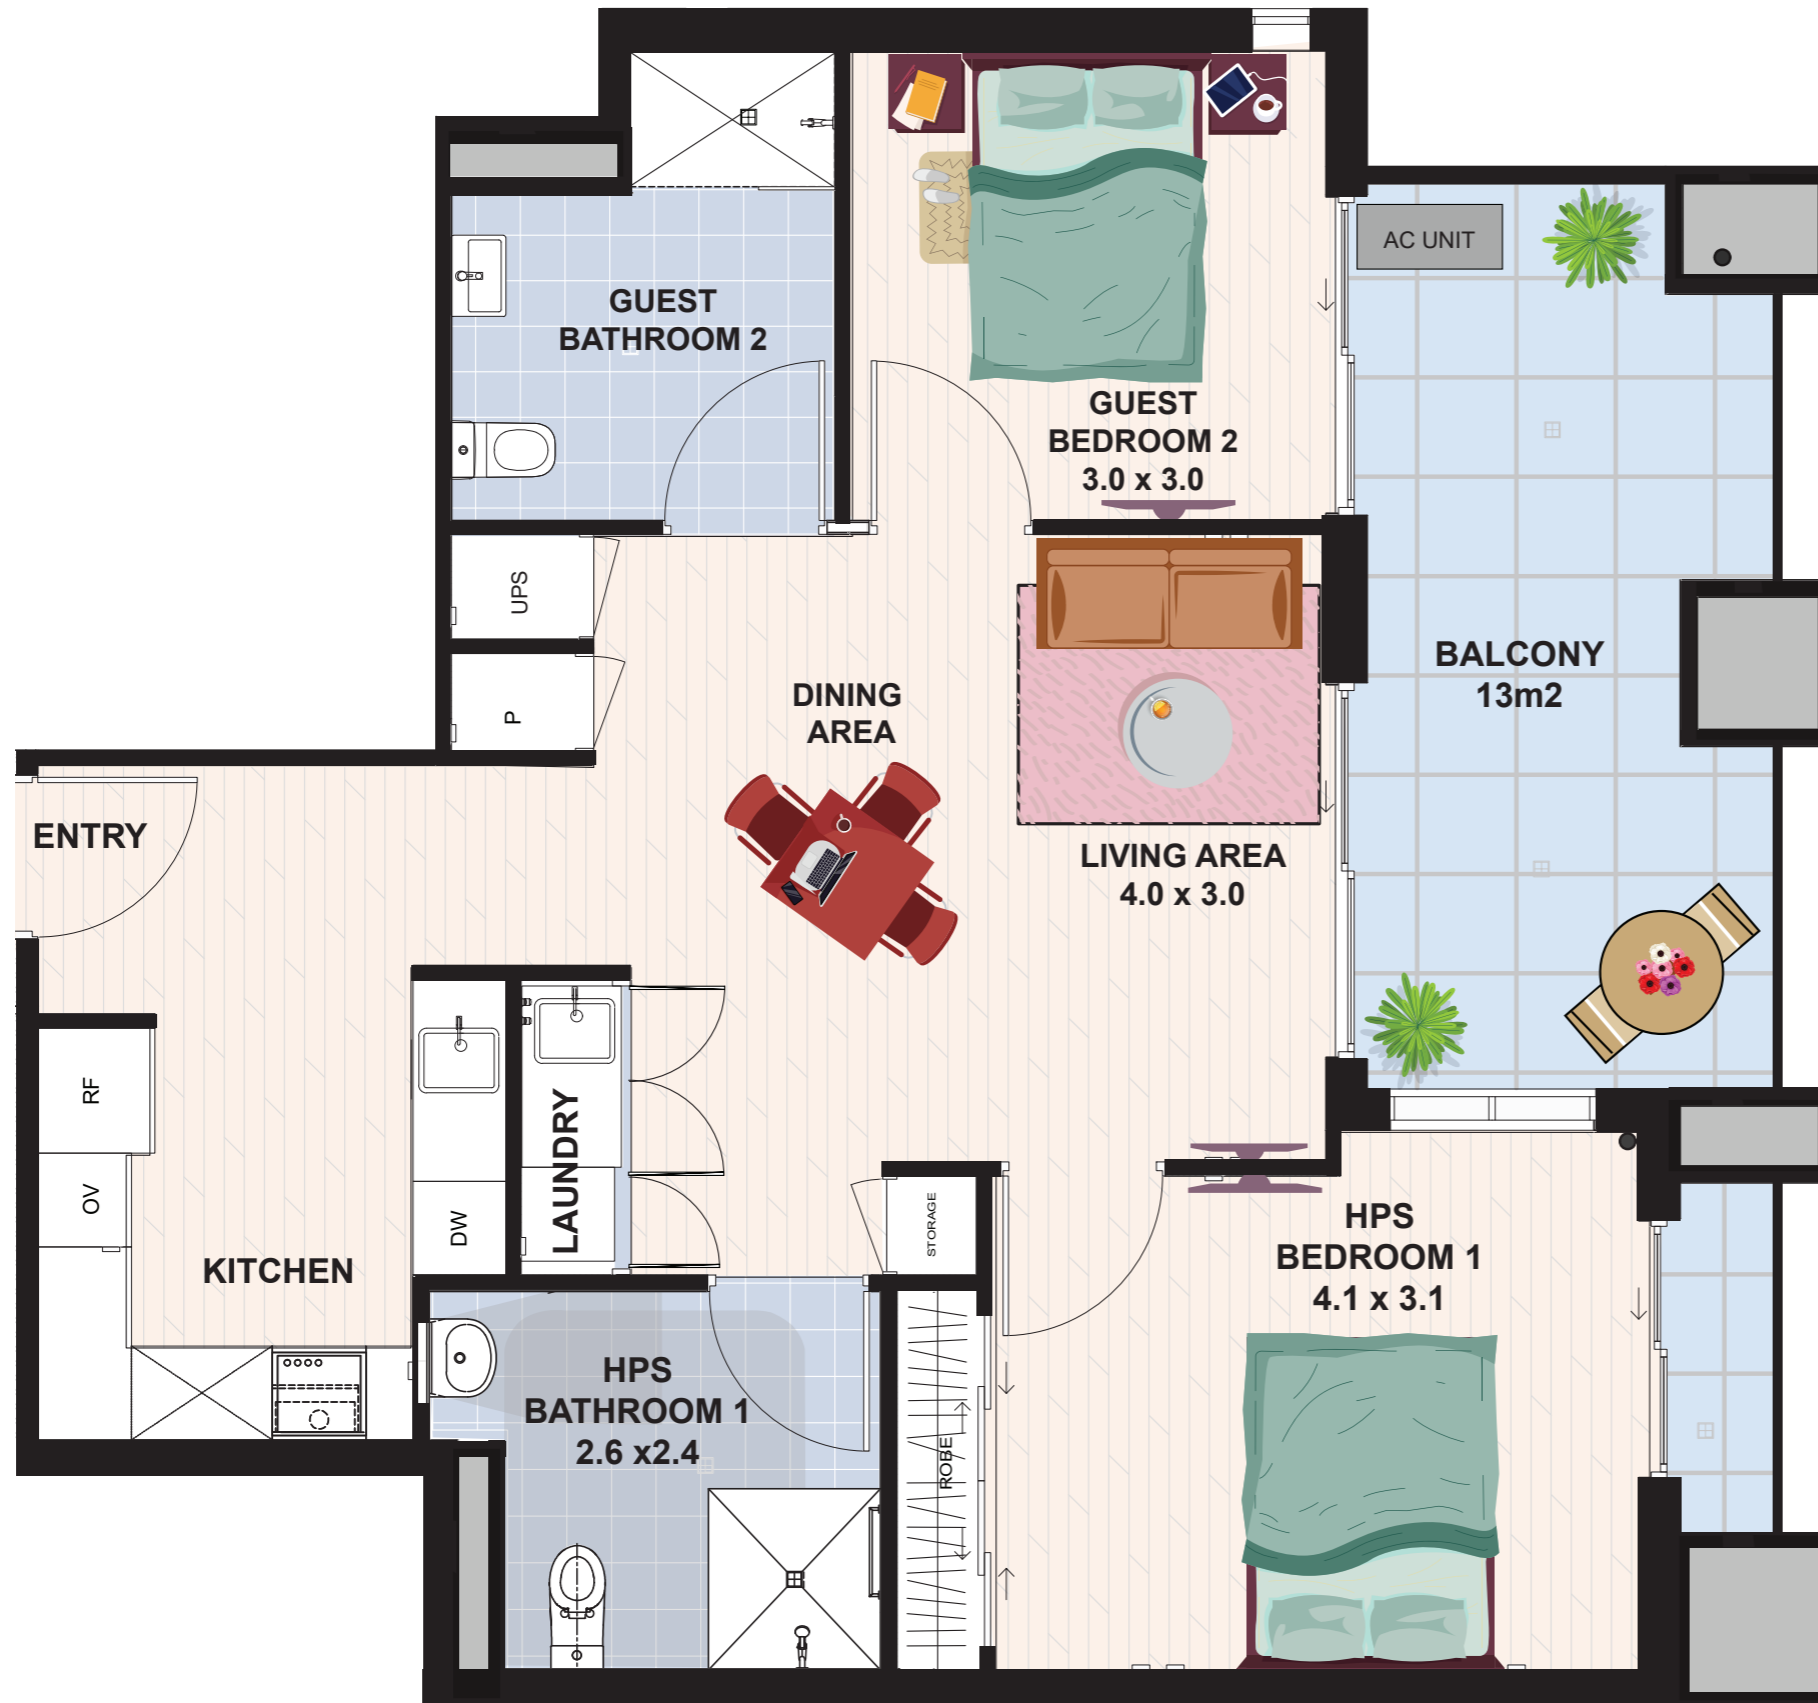 GUEST
BATHROOM 2
GUEST
BEDROOM 2
3.0 x 3.0
AC UNIT
UPS
P
DINING
AREA
BALCONY
13m2
ENTRY
LIVING AREA
4.0 x 3.0
RF
OV
KITCHEN
DW
LAUNDRY
STORAGE
HPS
BEDROOM 1
4.1 x 3.1
HPS
BATHROOM 1
2.6 x2.4
ROBE